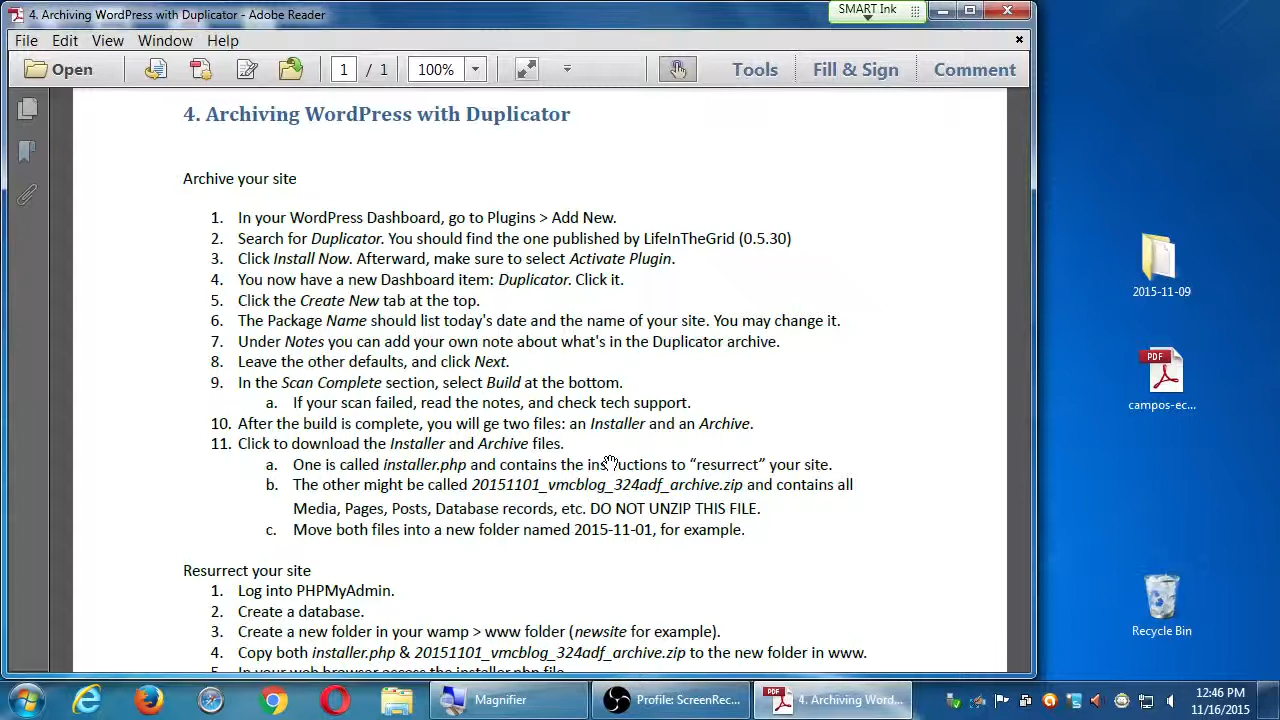 4. Archiving WordPress with Duplicator - Adobe Reader
SMART Ink
File Edit View Window Help
Open 1 / 1 100% Tools Fill & Sign Comment
4. Archiving WordPress with Duplicator
Archive your site
1. In your WordPress Dashboard, go to Plugins > Add New.
2. Search for Duplicator. You should find the one published by LifeInTheGrid (0.5.30)
3. Click Install Now. Afterward, make sure to select Activate Plugin.
4. You now have a new Dashboard item: Duplicator. Click it.
5. Click the Create New tab at the top.
6. The Package Name should list today's date and the name of your site. You may change it.
7. Under Notes you can add your own note about what's in the Duplicator archive.
8. Leave the other defaults, and click Next.
9. In the Scan Complete section, select Build at the bottom.
a. If your scan failed, read the notes, and check tech support.
10. After the build is complete, you will ge two files: an Installer and an Archive.
11. Click to download the Installer and Archive files.
a. One is called installer.php and contains the instructions to “resurrect” your site.
b. The other might be called 20151101_vmcblog_324adf_archive.zip and contains all
Media, Pages, Posts, Database records, etc. DO NOT UNZIP THIS FILE.
c. Move both files into a new folder named 2015-11-01, for example.
Resurrect your site
1. Log into PHPMyAdmin.
2. Create a database.
3. Create a new folder in your wamp > www folder (newsite for example).
4. Copy both installer.php & 20151101_vmcblog_324adf_archive.zip to the new folder in www.
5. In your web browser access the installer.php file.
2015-11-09
PDF
campos-ec...
Recycle Bin
Magnifier
Profile: ScreenRec...
PDF
4. Archiving Word...
12:46 PM
11/16/2015